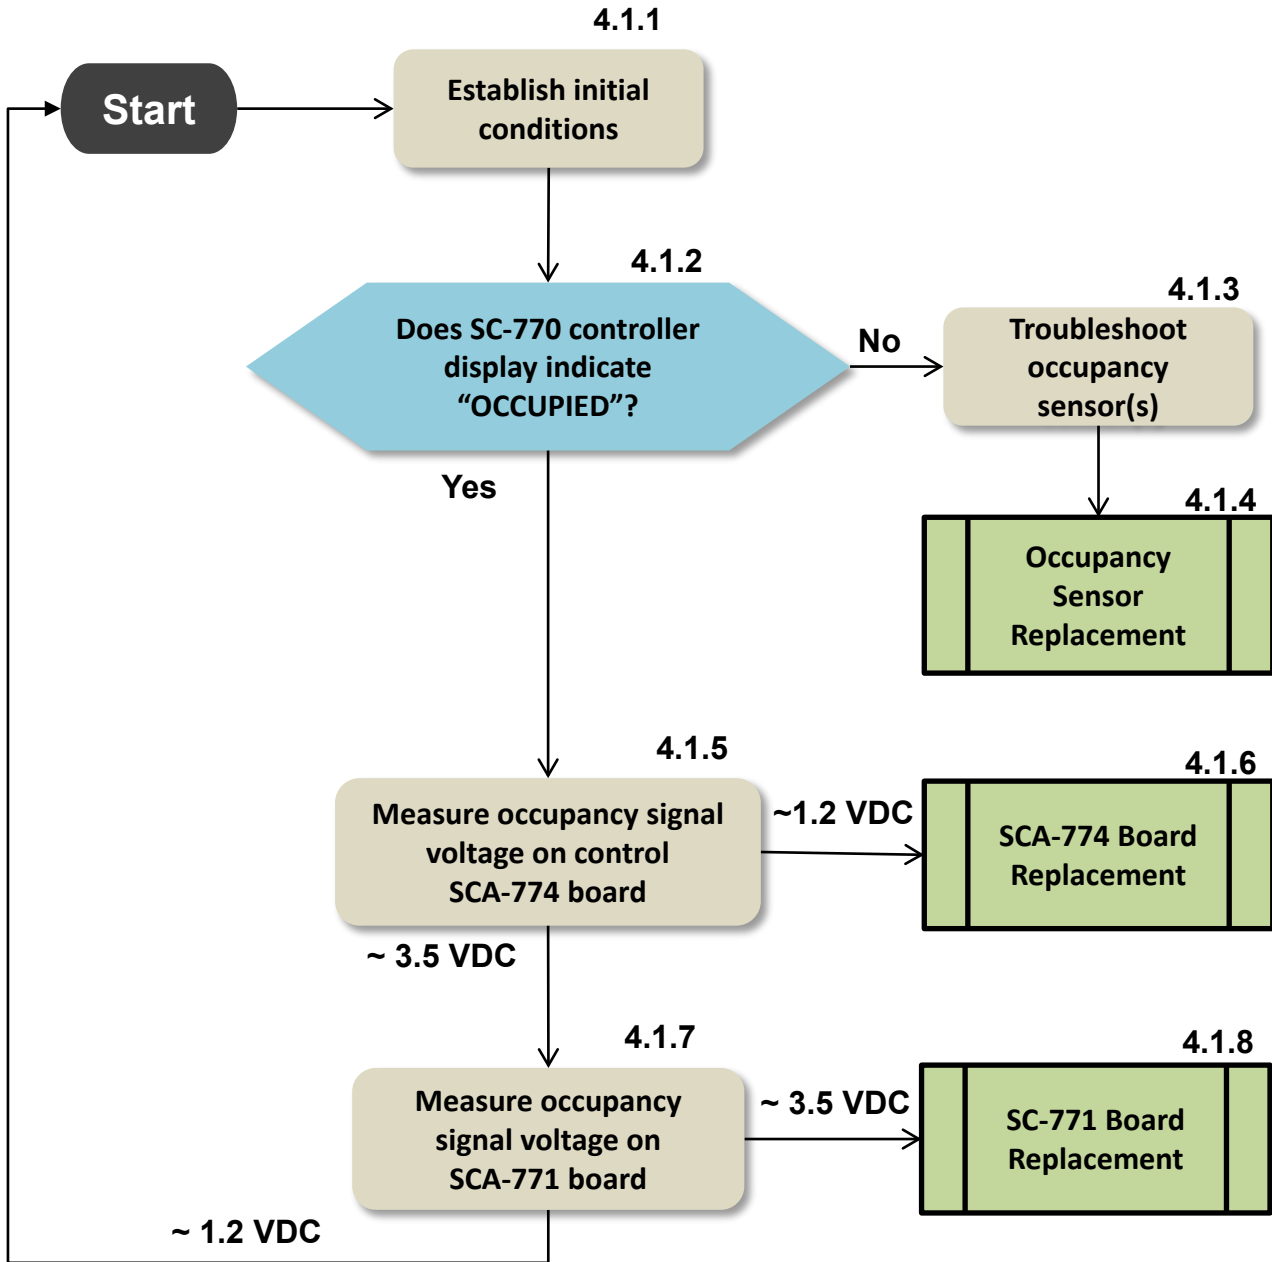 4.1.1
Start
Establish initial
conditions
4.1.2
Does SC-770 controller
display indicate
“OCCUPIED”?
No
4.1.3
Troubleshoot
occupancy
sensor(s)
Yes
4.1.4
Occupancy
Sensor
Replacement
4.1.5
Measure occupancy signal
voltage on control
SCA-774 board
~1.2 VDC
4.1.6
SCA-774 Board
Replacement
~ 3.5 VDC
4.1.7
Measure occupancy
signal voltage on
SCA-771 board
~ 3.5 VDC
4.1.8
SC-771 Board
Replacement
~ 1.2 VDC